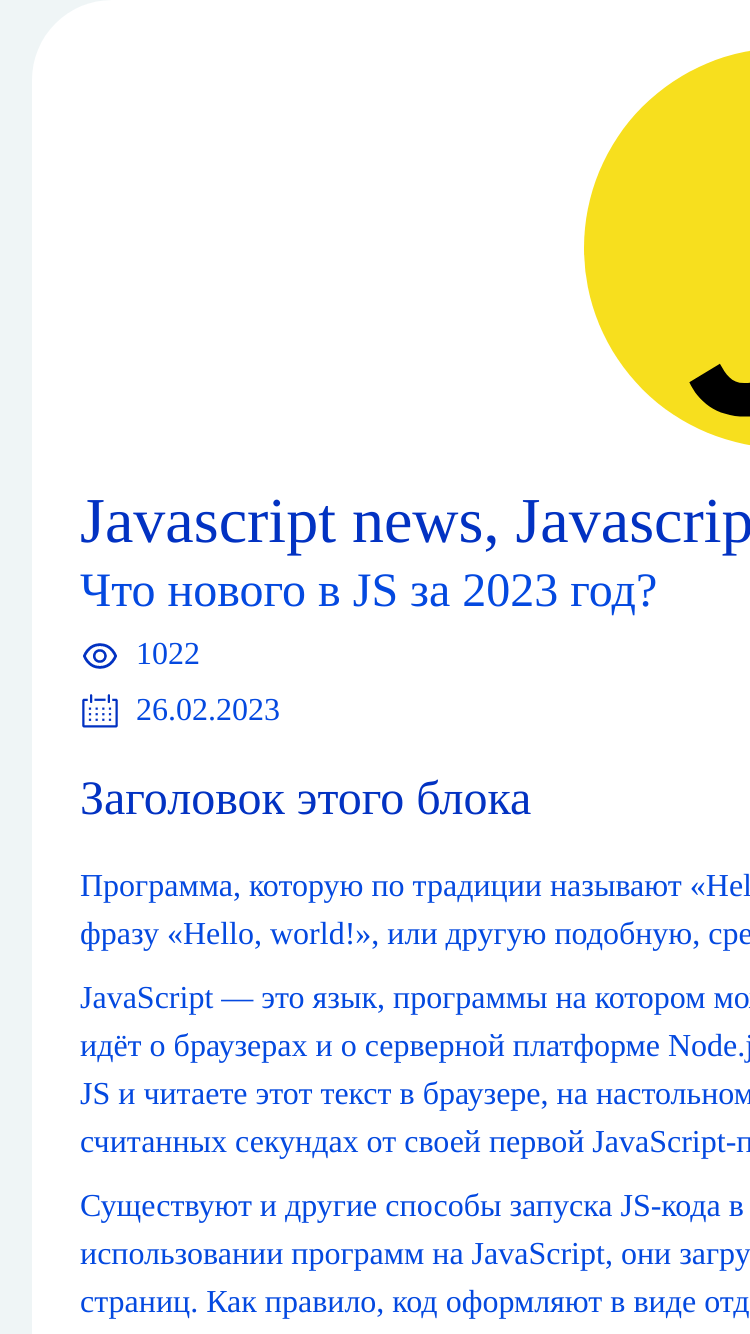 Javascript news, Javascrip
Что нового в JS за 2023 год?
1022
26.02.2023
Заголовок этого блока
Программа, которую по традиции называют «Hel
фразу «Hello, world!», или другую подобную, сре
JavaScript — это язык, программы на котором мо
идёт о браузерах и о серверной платформе Node.j
JS и читаете этот текст в браузере, на настольном
считанных секундах от своей первой JavaScript-п
Существуют и другие способы запуска JS-кода в
использовании программ на JavaScript, они загру
страниц. Как правило, код оформляют в виде отд